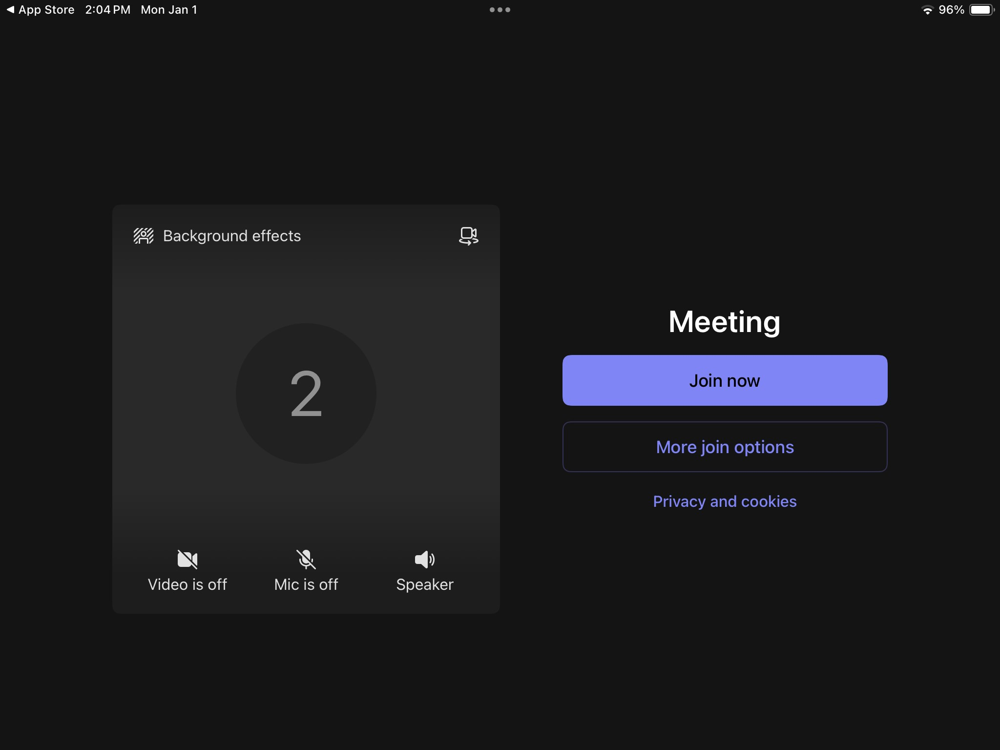 App Store 2:04 PM Mon Jan 1 96%
Background effects
2
Video is off Mic is off Speaker
Meeting
Join now
More join options
Privacy and cookies